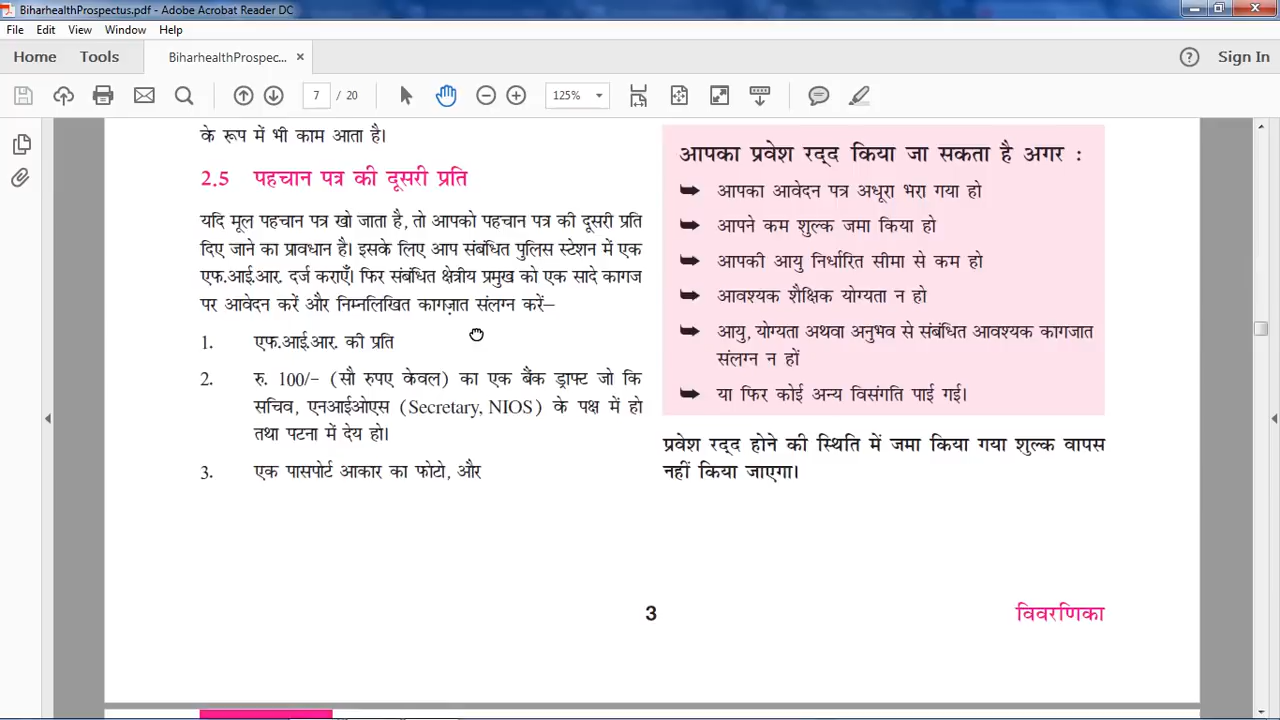 BiharhealthProspectus.pdf - Adobe Acrobat Reader DC
File Edit View Window Help
Home Tools BiharhealthProspec... × ? Sign In
7 / 20 125%
के रूप में भी काम आता है।
2.5 पहचान पत्र की दूसरी प्रति
यदि मूल पहचान पत्र खो जाता है, तो आपको पहचान पत्र की दूसरी प्रति
दिए जाने का प्रावधान है। इसके लिए आप संबंधित पुलिस स्टेशन में एक
एफ.आई.आर. दर्ज कराएँ। फिर संबंधित क्षेत्रीय प्रमुख को एक सादे कागज
पर आवेदन करें और निम्नलिखित कागज़ात संलग्न करें–
1. एफ.आई.आर. की प्रति
2. रु. 100/- (सौ रुपए केवल) का एक बैंक ड्राफ्ट जो कि
सचिव, एनआईओएस (Secretary, NIOS) के पक्ष में हो
तथा पटना में देय हो।
3. एक पासपोर्ट आकार का फोटो, और
आपका प्रवेश रद्द किया जा सकता है अगर :
➥ आपका आवेदन पत्र अधूरा भरा गया हो
➥ आपने कम शुल्क जमा किया हो
➥ आपकी आयु निर्धारित सीमा से कम हो
➥ आवश्यक शैक्षिक योग्यता न हो
➥ आयु, योग्यता अथवा अनुभव से संबंधित आवश्यक कागजात
संलग्न न हों
➥ या फिर कोई अन्य विसंगति पाई गई।
प्रवेश रद्द होने की स्थिति में जमा किया गया शुल्क वापस
नहीं किया जाएगा।
3 विवरणिका